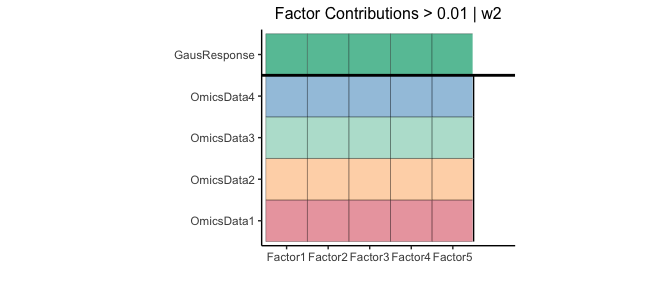 Factor Contributions > 0.01 | w2
GausResponse
OmicsData4
OmicsData3
OmicsData2
OmicsData1
Factor1 Factor2 Factor3 Factor4 Factor5